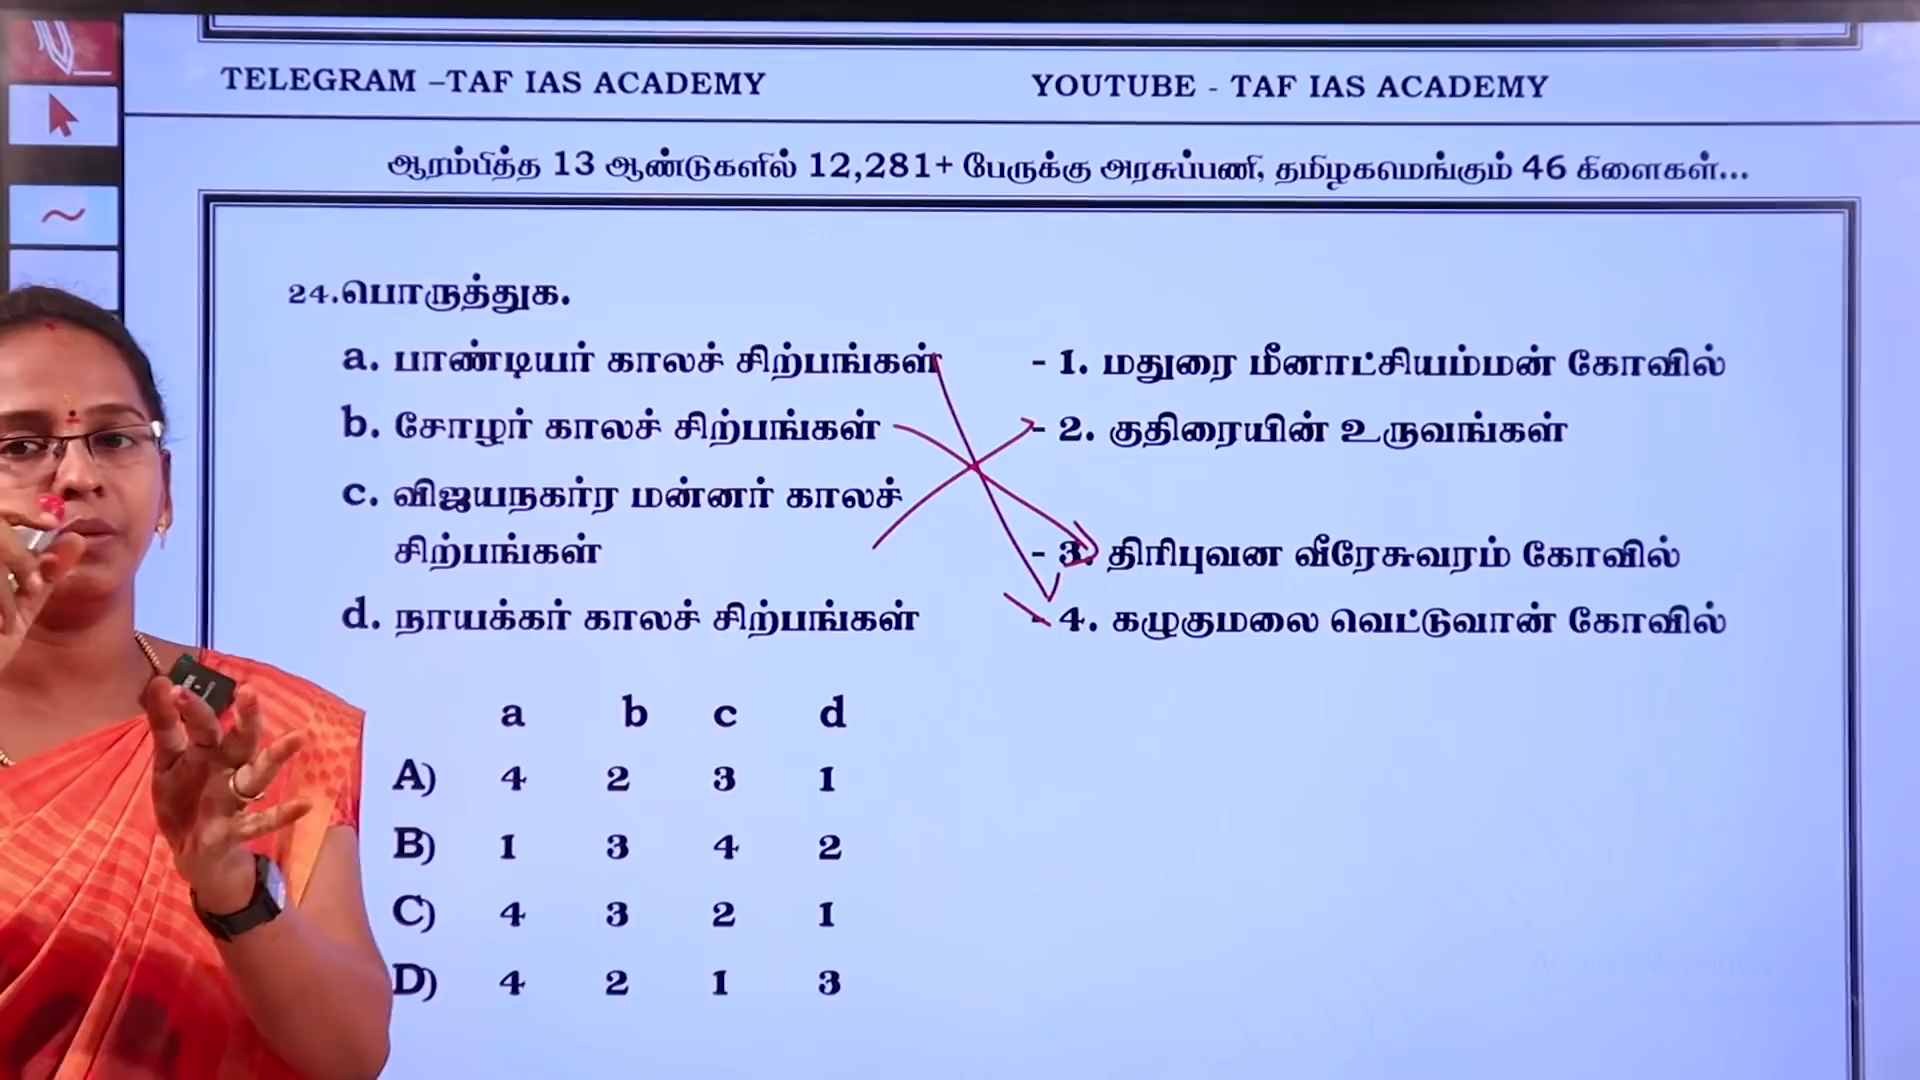 TELEGRAM –TAF IAS ACADEMY YOUTUBE - TAF IAS ACADEMY
ஆரம்பித்த 13 ஆண்டுகளில் 12,281+ பேருக்கு அரசுப்பணி, தமிழகமெங்கும் 46 கிளைகள்...
24.பொருத்துக.
a. பாண்டியர் காலச் சிற்பங்கள் - 1. மதுரை மீனாட்சியம்மன் கோவில்
b. சோழர் காலச் சிற்பங்கள் - 2. குதிரையின் உருவங்கள்
c. விஜயநகர்ர மன்னர் காலச்
சிற்பங்கள் - 3. திரிபுவன வீரேசுவரம் கோவில்
d. நாயக்கர் காலச் சிற்பங்கள் - 4. கழுகுமலை வெட்டுவான் கோவில்
a b c d
A) 4 2 3 1
B) 1 3 4 2
C) 4 3 2 1
D) 4 2 1 3